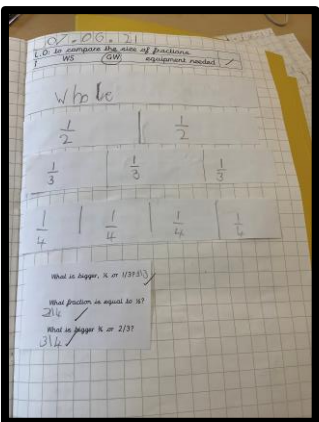 07.06.21
L.O. to compare the size of fractions
T WS GW equipment needed /
Whole
1/2 1/2
1/3 1/3 1/3
1/4 1/4 1/4 1/4
What is bigger, ¼ or 1/3? 1\3
What fraction is equal to ½?
2\4
What is bigger ¾ or 2/3?
3\4